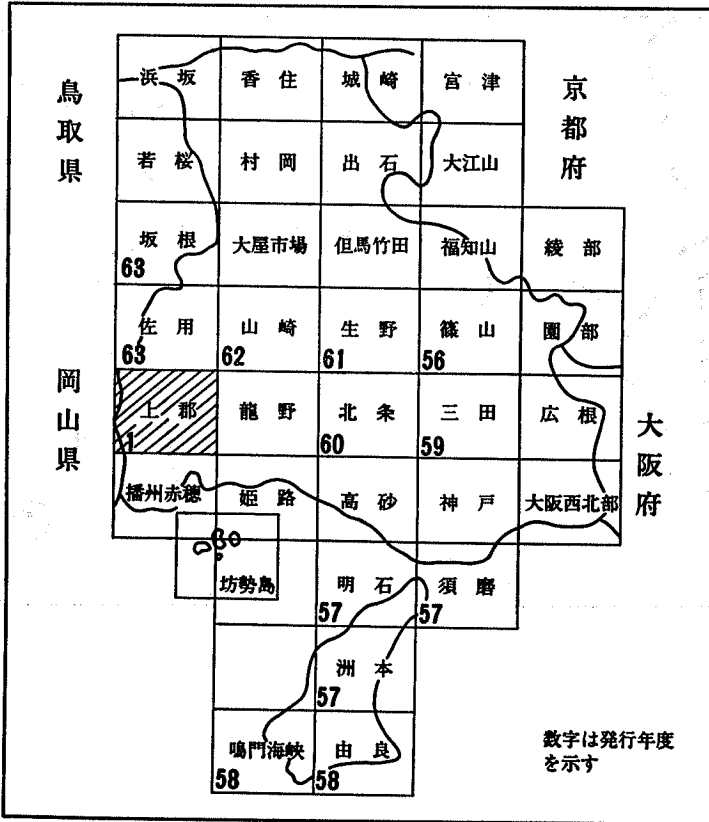 鳥取県
京都府
岡山県
大阪府
浜坂 香住 城崎 宮津
若桜 村岡 出石 大江山
坂根 大屋市場 但馬竹田 福知山 綾部
63
佐用 山崎 生野 篠山 園部
63 62 61 56
上郡 龍野 北条 三田 広根
1 60 59
播州赤穂 姫路 高砂 神戸 大阪西北部
坊勢島 明石 須磨
57 57
洲本
57
鳴門海峡 由良
58 58
数字は発行年度
を示す